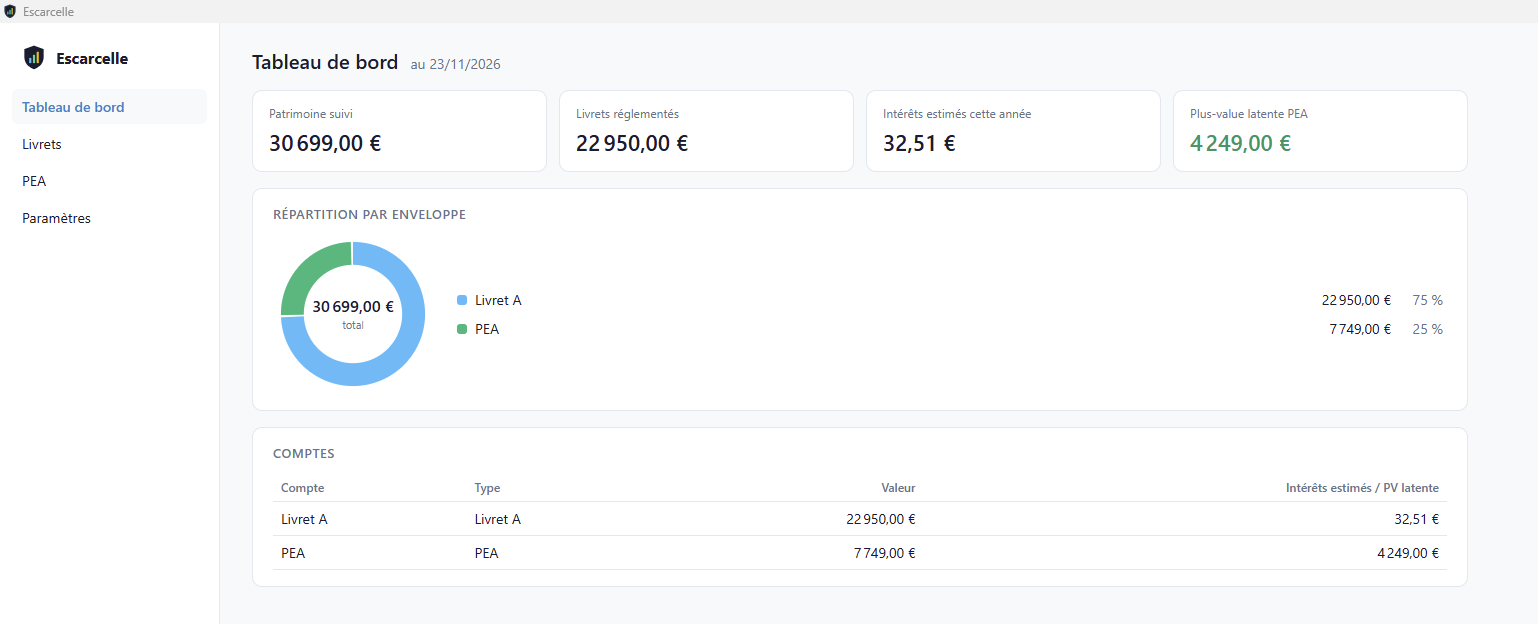 Escarcelle
Escarcelle
Tableau de bord
Livrets
PEA
Paramètres
Tableau de bord au 23/11/2026
Patrimoine suivi
30 699,00 €
Livrets réglementés
22 950,00 €
Intérêts estimés cette année
32,51 €
Plus-value latente PEA
4 249,00 €
RÉPARTITION PAR ENVELOPPE
30 699,00 €
total
Livret A 22 950,00 € 75 %
PEA 7 749,00 € 25 %
COMPTES
Compte Type Valeur Intérêts estimés / PV latente
Livret A Livret A 22 950,00 € 32,51 €
PEA PEA 7 749,00 € 4 249,00 €